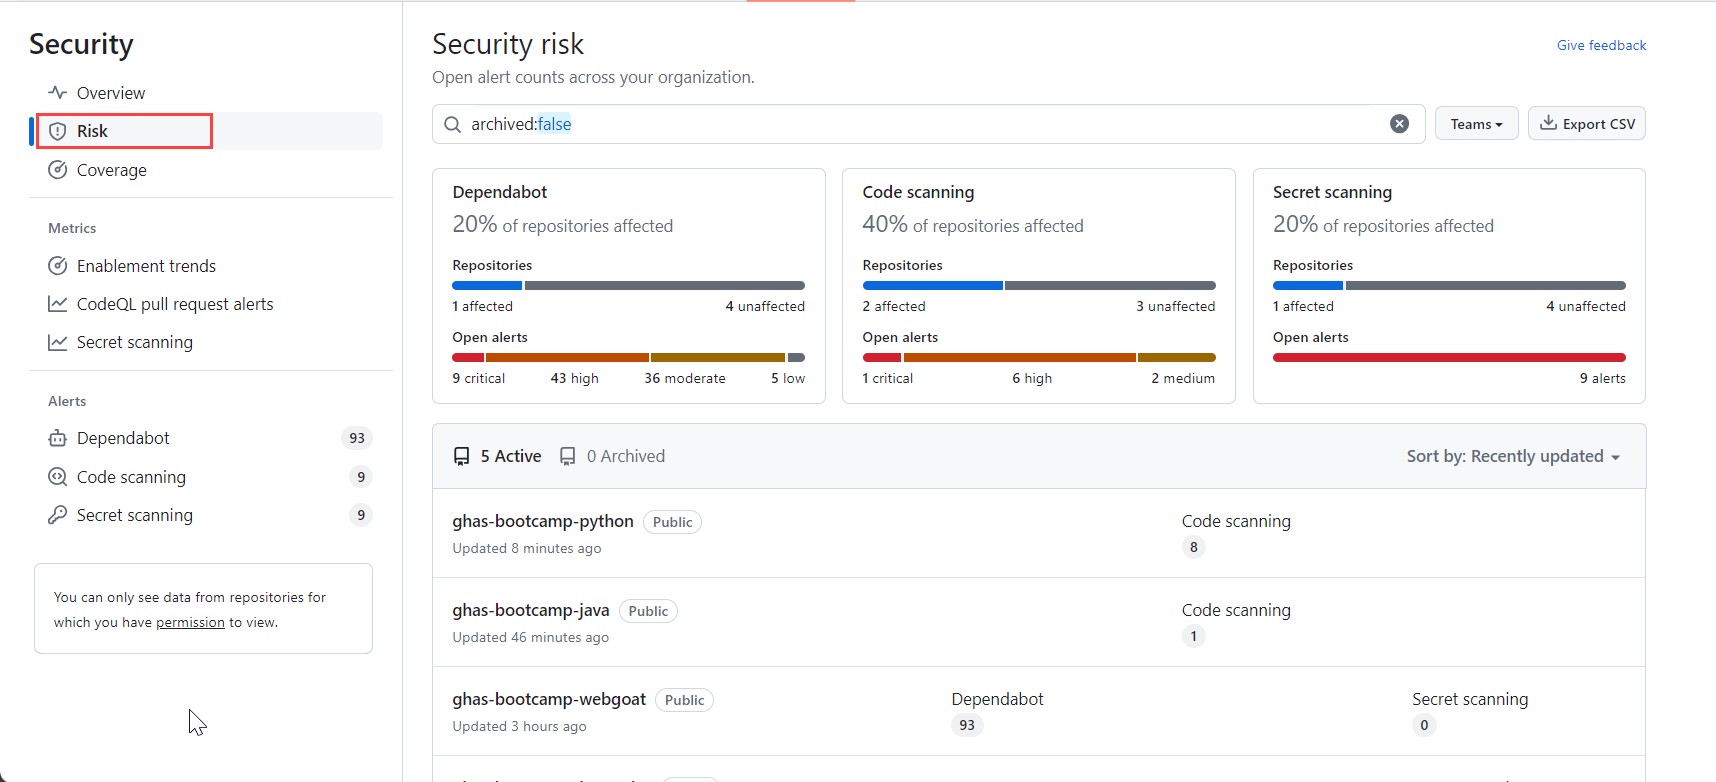 Security
Overview
Risk
Coverage
Metrics
Enablement trends
CodeQL pull request alerts
Secret scanning
Alerts
Dependabot 93
Code scanning 9
Secret scanning 9
You can only see data from repositories for
which you have permission to view.
Security risk
Give feedback
Open alert counts across your organization.
archived:false
Teams
Export CSV
Dependabot
20% of repositories affected
Repositories
1 affected 4 unaffected
Open alerts
9 critical 43 high 36 moderate 5 low
Code scanning
40% of repositories affected
Repositories
2 affected 3 unaffected
Open alerts
1 critical 6 high 2 medium
Secret scanning
20% of repositories affected
Repositories
1 affected 4 unaffected
Open alerts
9 alerts
5 Active 0 Archived Sort by: Recently updated
ghas-bootcamp-python Public Code scanning
Updated 8 minutes ago 8
ghas-bootcamp-java Public Code scanning
Updated 46 minutes ago 1
ghas-bootcamp-webgoat Public Dependabot Secret scanning
Updated 3 hours ago 93 0